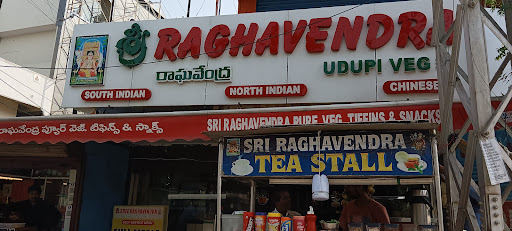 శ్రీ RAGHAVENDRA
రాఘవేంద్ర
UDUPI VEG
SOUTH INDIAN
NORTH INDIAN
CHINESE
రాఘవేంద్ర ప్యూర్ వెజ్. టిఫిన్స్ & స్నాక్స్
SRI RAGHAVENDRA PURE VEG. TIFFINS & SNACKS
SRI RAGHAVENDRA
TEA STALL